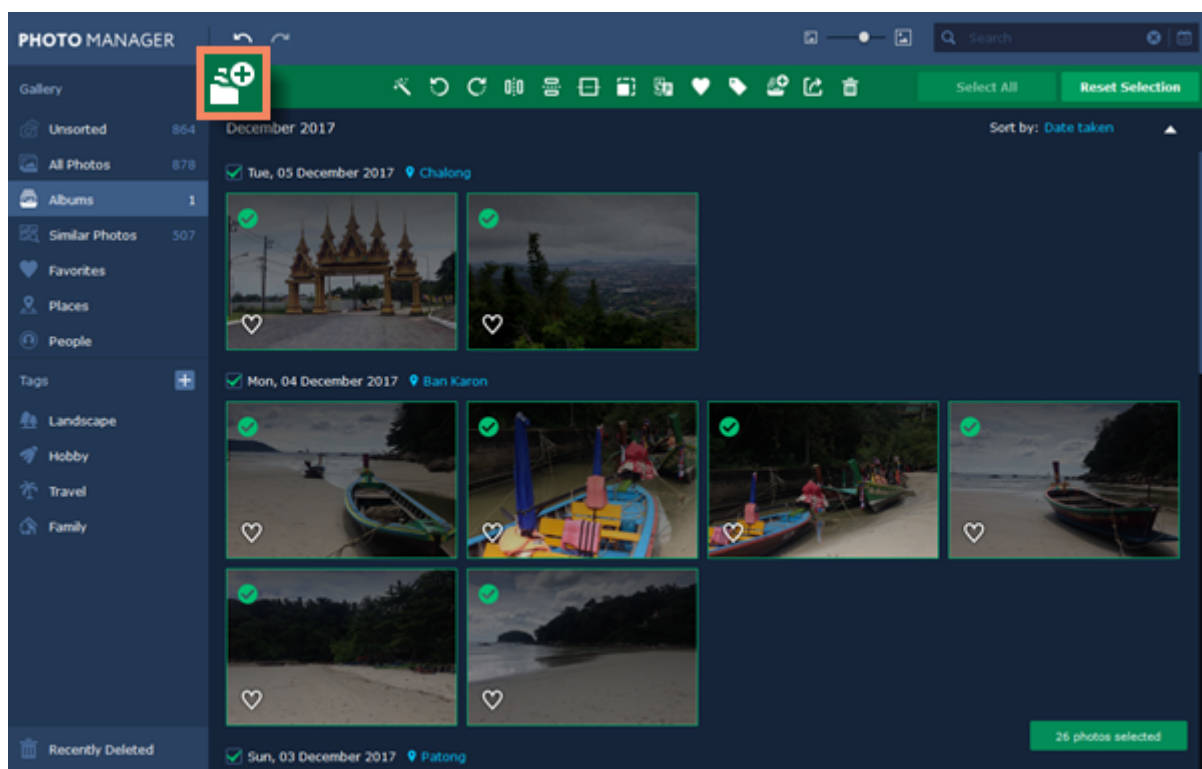 PHOTO MANAGER
Search
Gallery
Select All
Reset Selection
Unsorted 864
December 2017
Sort by: Date taken
All Photos 878
Tue, 05 December 2017 Chalong
Albums 1
Similar Photos 507
Favorites
Places
People
Tags
Mon, 04 December 2017 Ban Karon
Landscape
Hobby
Travel
Family
26 photos selected
Recently Deleted
Sun, 03 December 2017 Patong